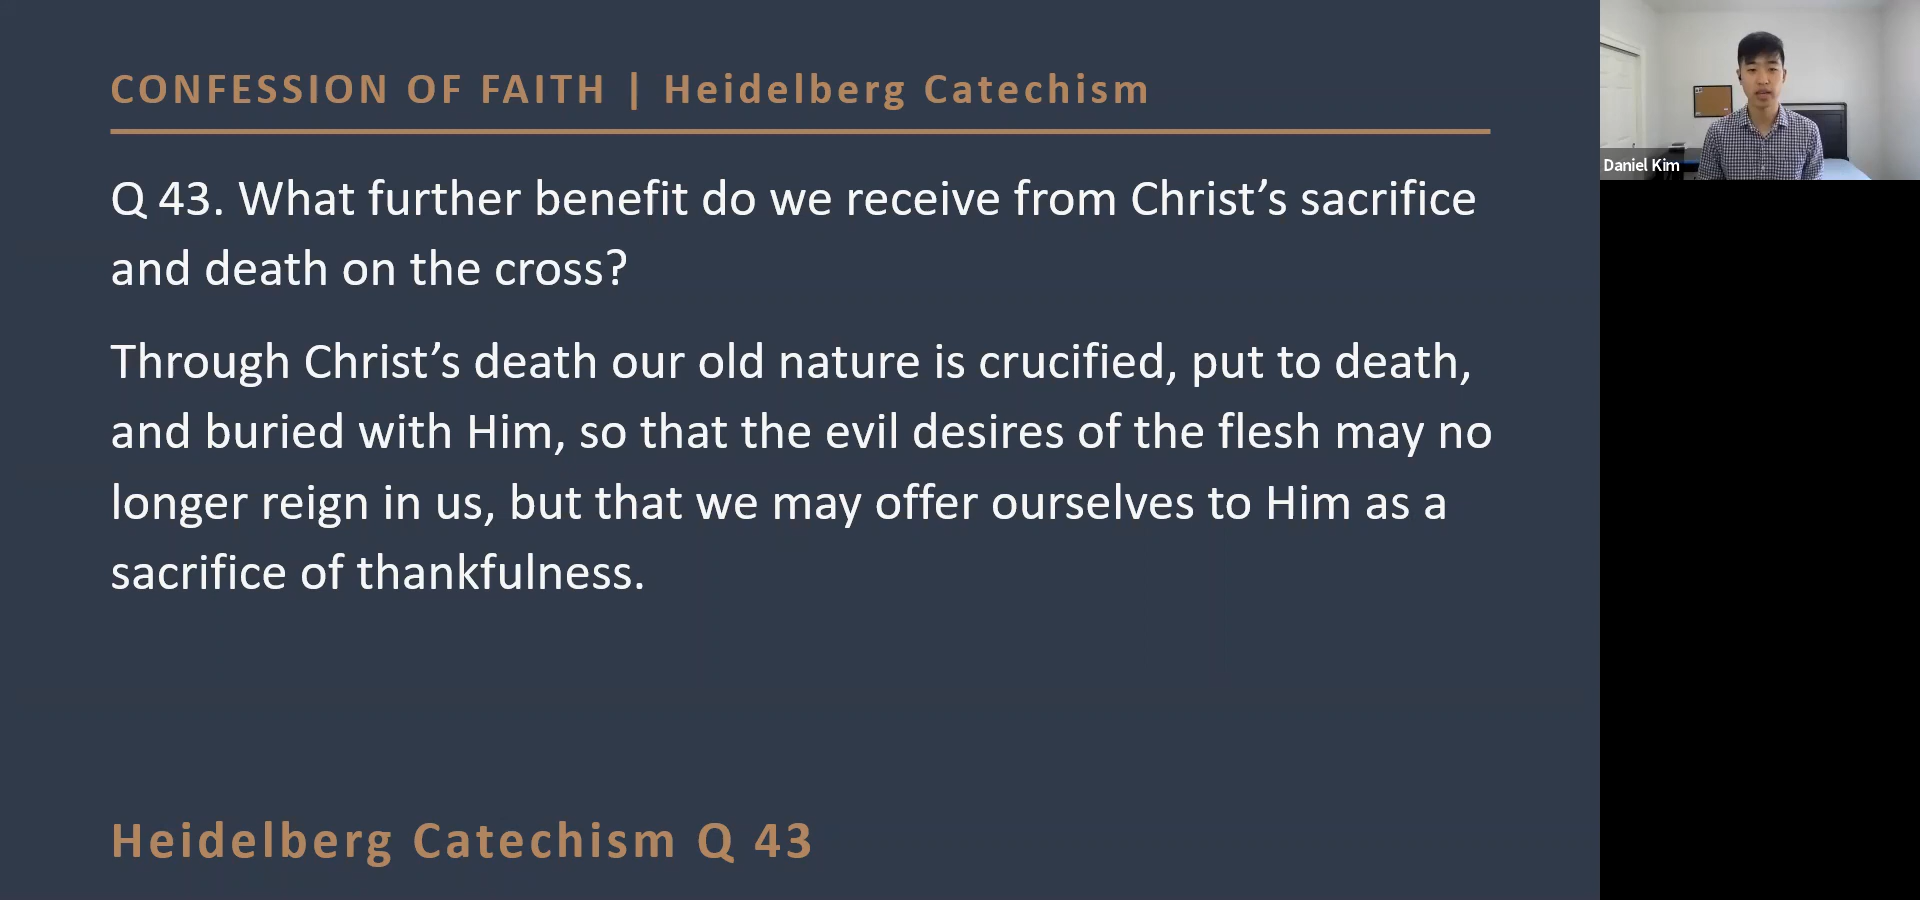 CONFESSION OF FAITH | Heidelberg Catechism
Q 43. What further benefit do we receive from Christ’s sacrifice
and death on the cross?
Through Christ’s death our old nature is crucified, put to death,
and buried with Him, so that the evil desires of the flesh may no
longer reign in us, but that we may offer ourselves to Him as a
sacrifice of thankfulness.
Heidelberg Catechism Q 43
Daniel Kim